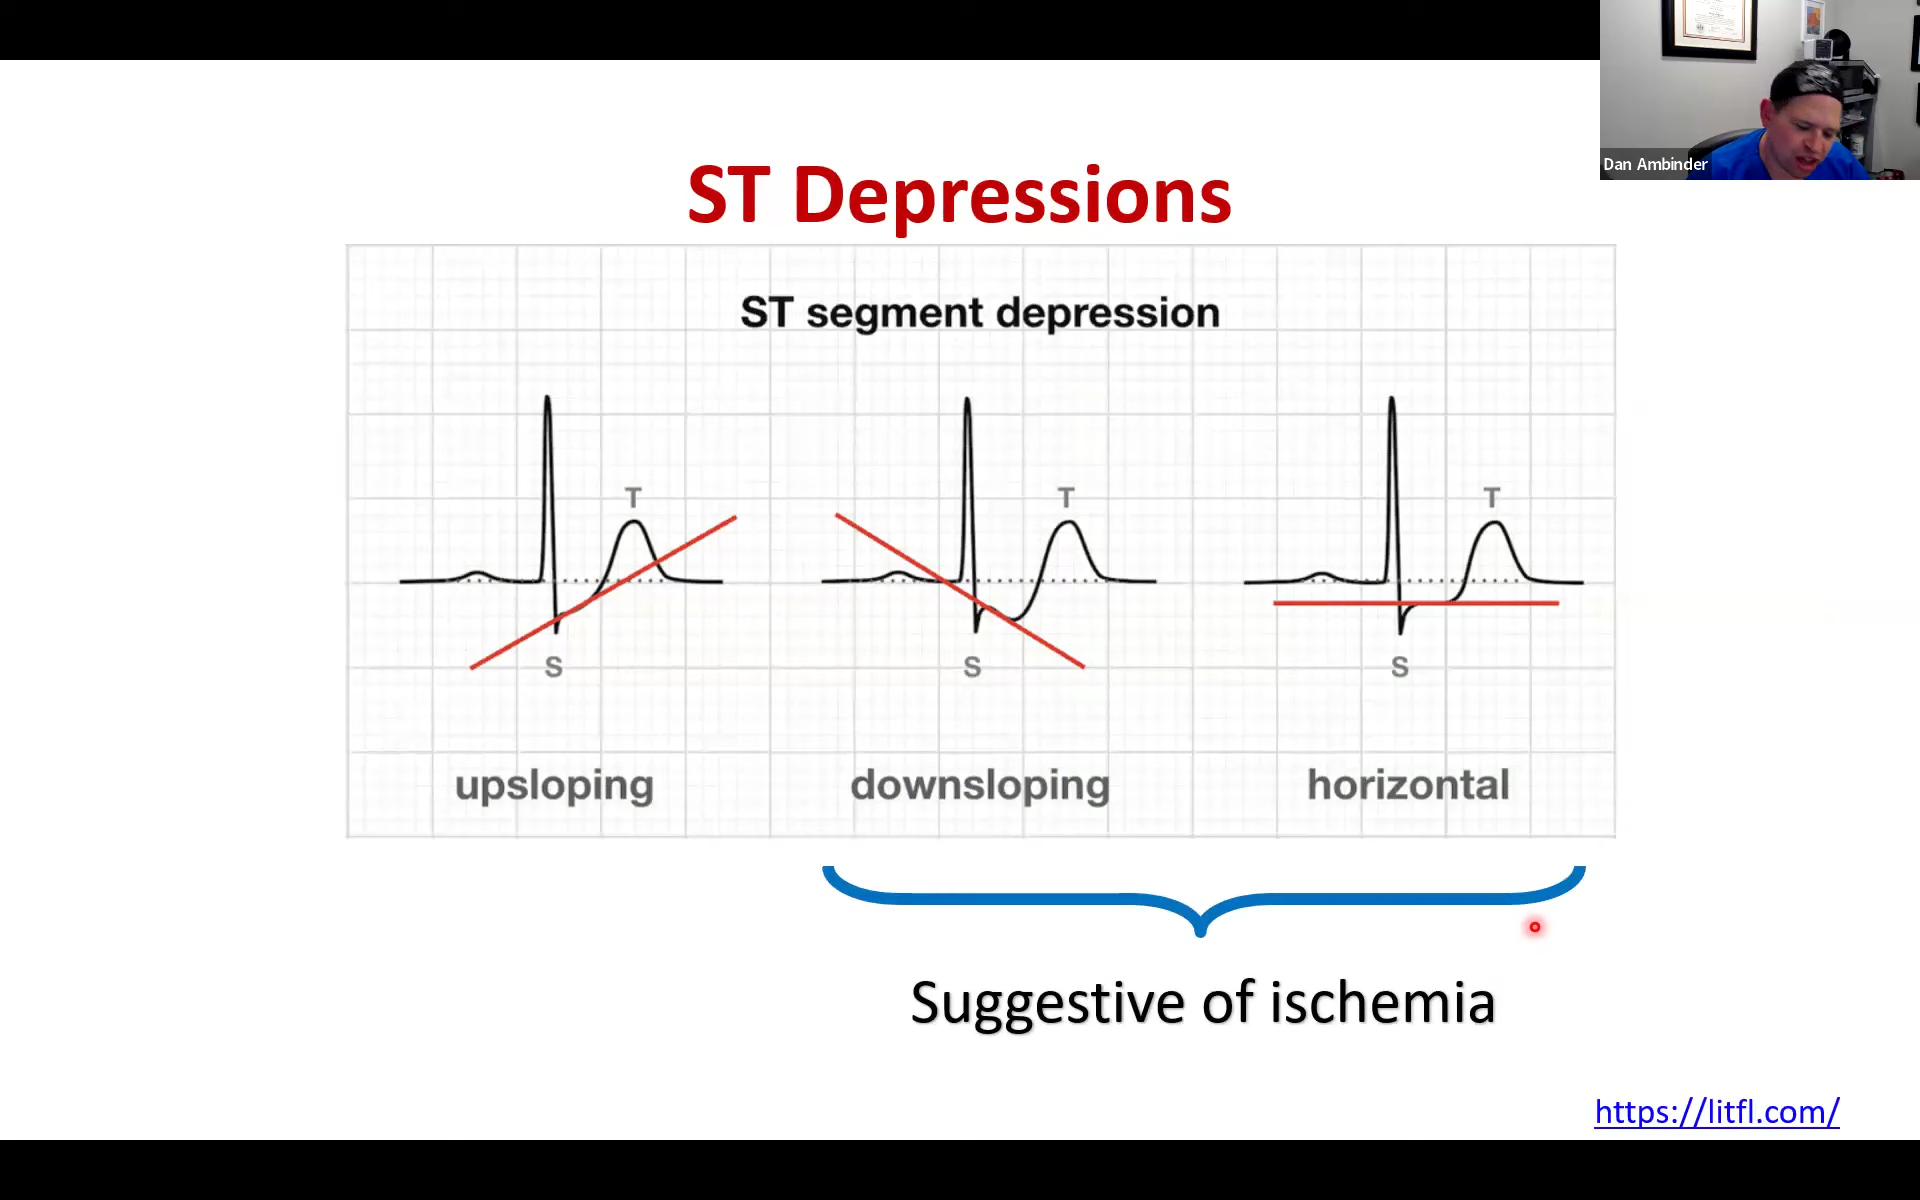 Dan Ambinder
ST Depressions
ST segment depression
T T T
S S S
upsloping downsloping horizontal
Suggestive of ischemia
https://litfl.com/